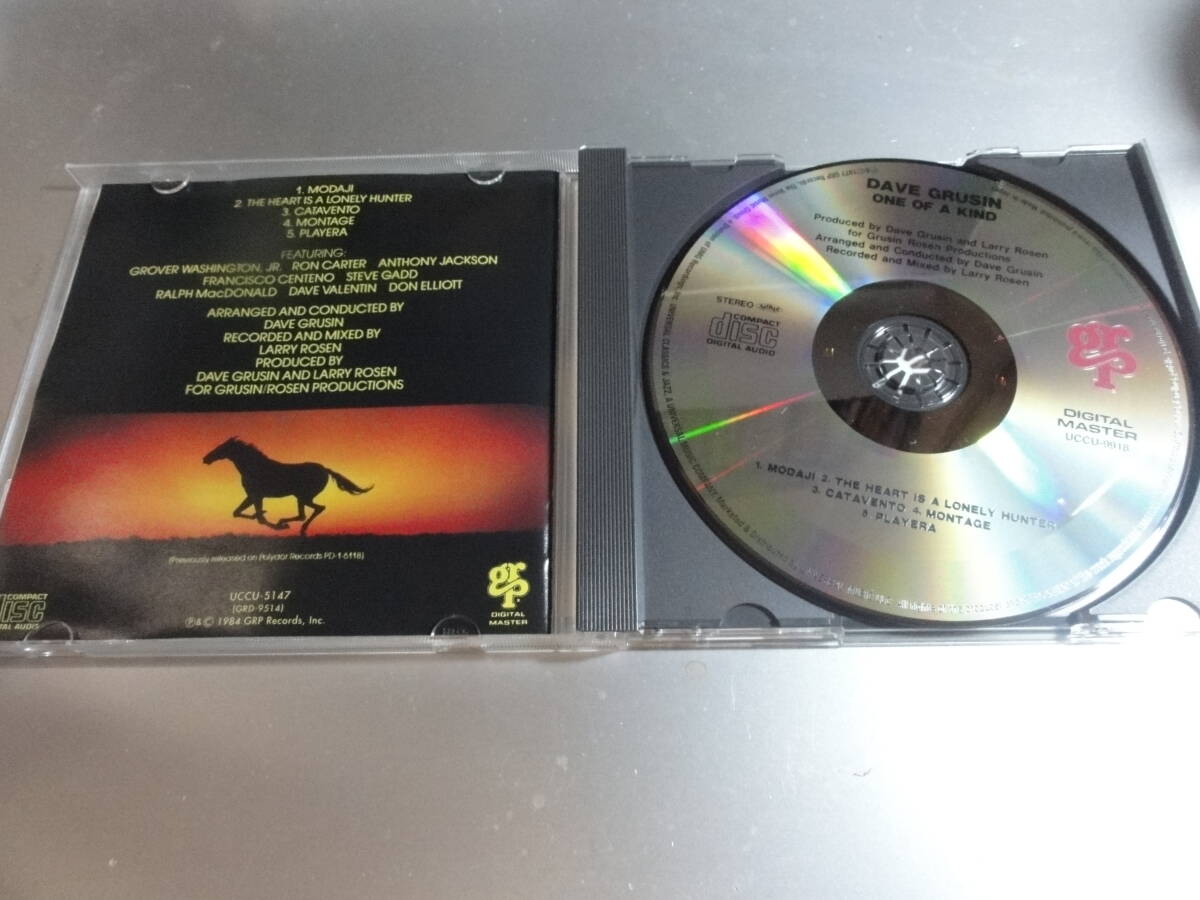 1. MODAJI
2. THE HEART IS A LONELY HUNTER
3. CATAVENTO
4. MONTAGE
5. PLAYERA
FEATURING:
GROVER WASHINGTON, JR. RON CARTER ANTHONY JACKSON
FRANCISCO CENTENO STEVE GADD
RALPH MacDONALD DAVE VALENTIN DON ELLIOTT
ARRANGED AND CONDUCTED BY
DAVE GRUSIN
RECORDED AND MIXED BY
LARRY ROSEN
PRODUCED BY
DAVE GRUSIN AND LARRY ROSEN
FOR GRUSIN/ROSEN PRODUCTIONS
(Previously released on Polydor Records PD-1-6118)
UCCU-5147
(GRD-9514)
℗& © 1984 GRP Records, Inc.
COMPACT
DISC
AL AUDIO
grp
DIGITAL
MASTER
DAVE GRUSIN
ONE OF A KIND
Produced by Dave Grusin and Larry Rosen
for Grusin Rosen Productions
Arranged and Conducted by Dave Grusin
Recorded and Mixed by Larry Rosen
STEREO
COMPACT
disc
DIGITAL AUDIO
grp
DIGITAL
MASTER
UCCU-9918
1. MODAJI 2. THE HEART IS A LONELY HUNTER
3. CATAVENTO 4. MONTAGE
5. PLAYERA